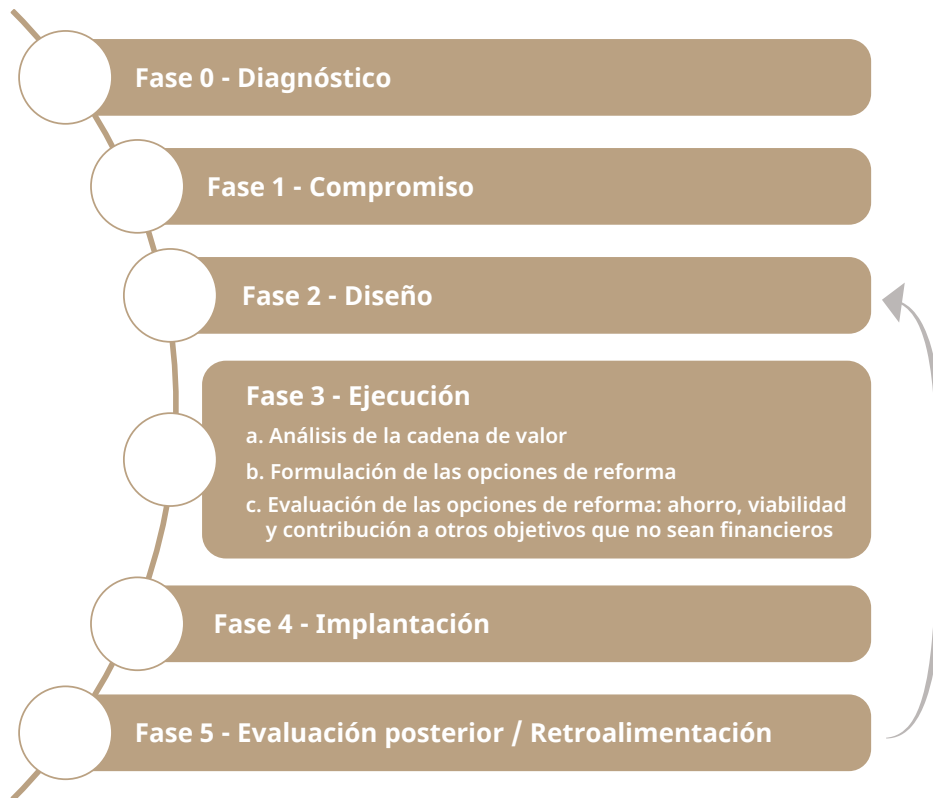 Fase 0 - Diagnóstico
Fase 1 - Compromiso
Fase 2 - Diseño
Fase 3 - Ejecución
a. Análisis de la cadena de valor
b. Formulación de las opciones de reforma
c. Evaluación de las opciones de reforma: ahorro, viabilidad
y contribución a otros objetivos que no sean financieros
Fase 4 - Implantación
Fase 5 - Evaluación posterior / Retroalimentación